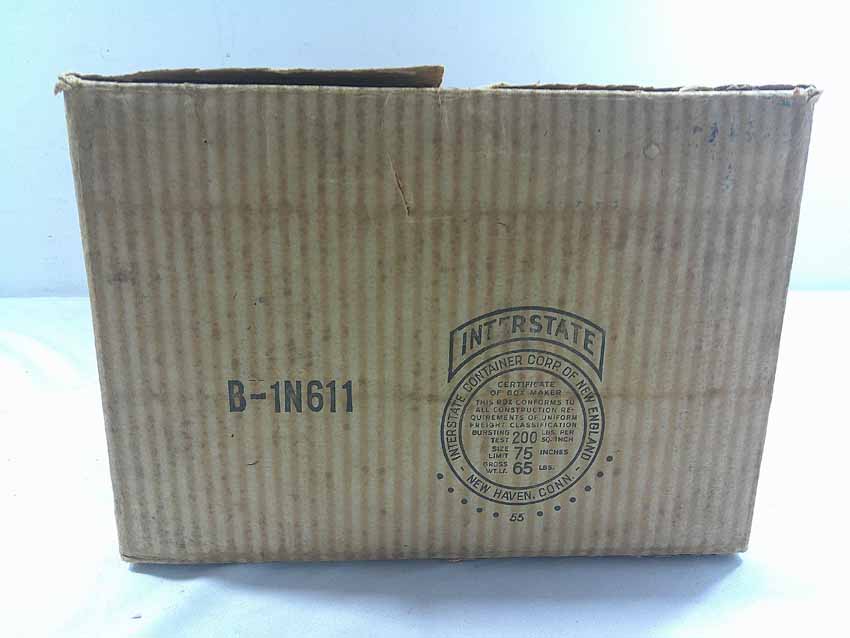 B-1N611
INTERSTATE
INTERSTATE CONTAINER CORP. OF NEW ENGLAND
- NEW HAVEN, CONN. -
CERTIFICATE
OF BOX MAKER
THIS BOX CONFORMS TO
ALL CONSTRUCTION RE-
QUIREMENTS OF UNIFORM
FREIGHT CLASSIFICATION
BURSTING TEST 200 LBS. PER SQ. INCH
SIZE LIMIT 75 INCHES
GROSS WT. LT. 65 LBS.
55